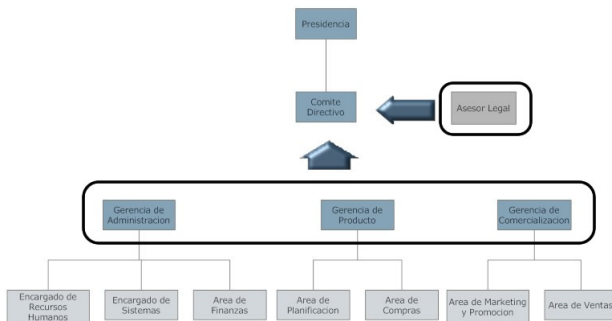 Presidencia
Comite
Directivo
Asesor Legal
Gerencia de
Administracion
Gerencia de
Producto
Gerencia de
Comercializacion
Encargado de
Recursos
Humanos
Encargado de
Sistemas
Area de
Finanzas
Area de
Planificacion
Area de
Compras
Area de Marketing
y Promocion
Area de Ventas